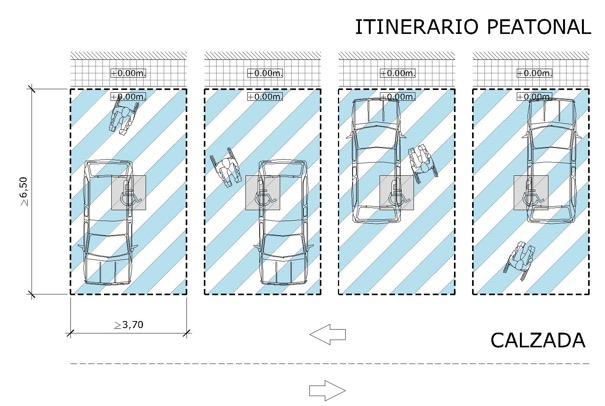 ITINERARIO PEATONAL
±0.00m. ±0.00m. ±0.00m. ±0.00m.
±0.00m. ±0.00m. ±0.00m. ±0.00m.
≥6,50
≥3,70
CALZADA